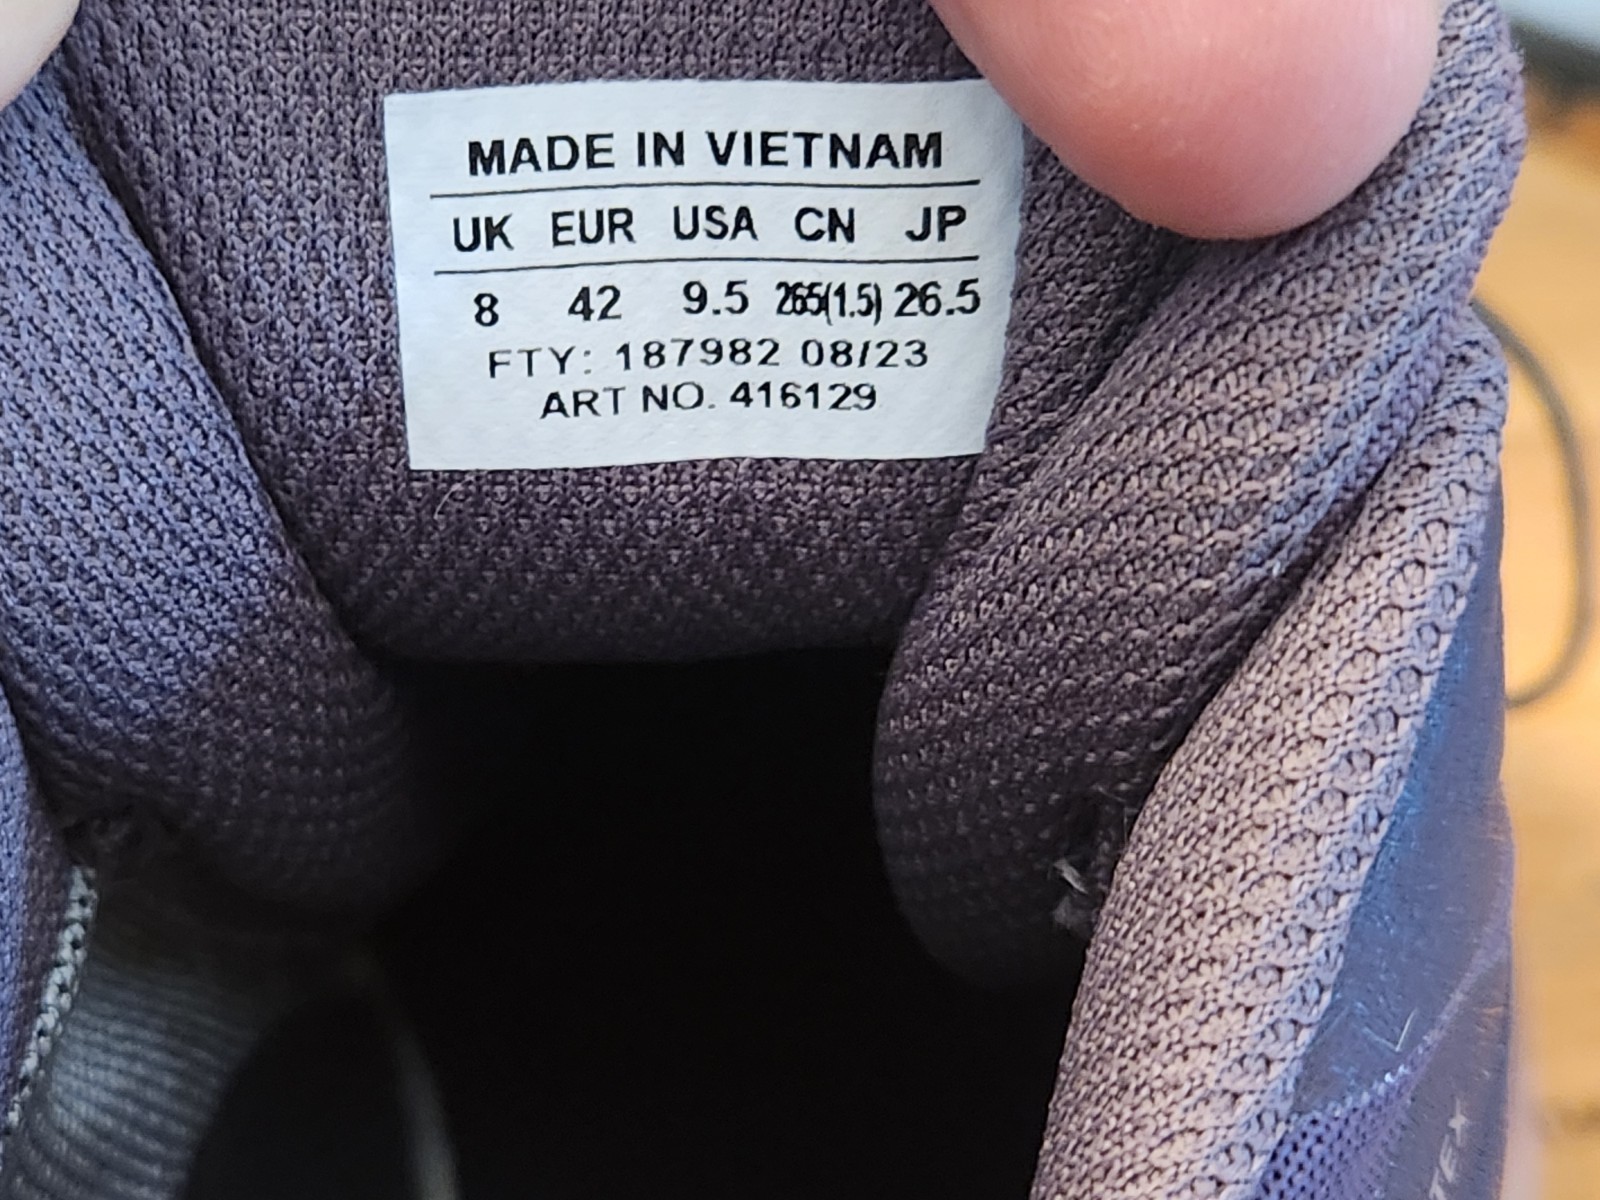 MADE IN VIETNAM
UK EUR USA CN JP
8 42 9.5 265(1.5) 26.5
FTY: 187982 08/23
ART NO. 416129
TEX